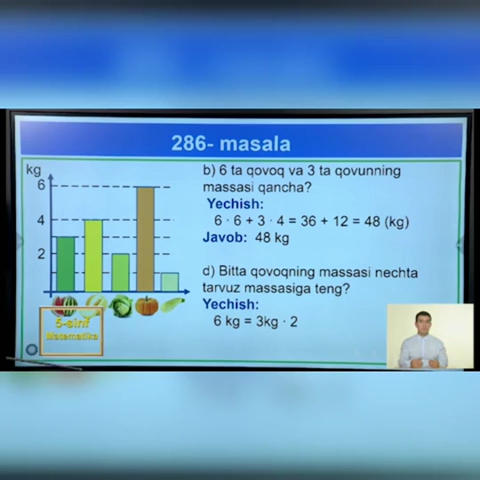 286- masala
kg
6
4
2
b) 6 ta qovoq va 3 ta qovunning
massasi qancha?
Yechish:
6 · 6 + 3 · 4 = 36 + 12 = 48 (kg)
Javob: 48 kg
d) Bitta qovoqning massasi nechta
tarvuz massasiga teng?
Yechish:
6 kg = 3kg · 2
5-sinf
Matematika